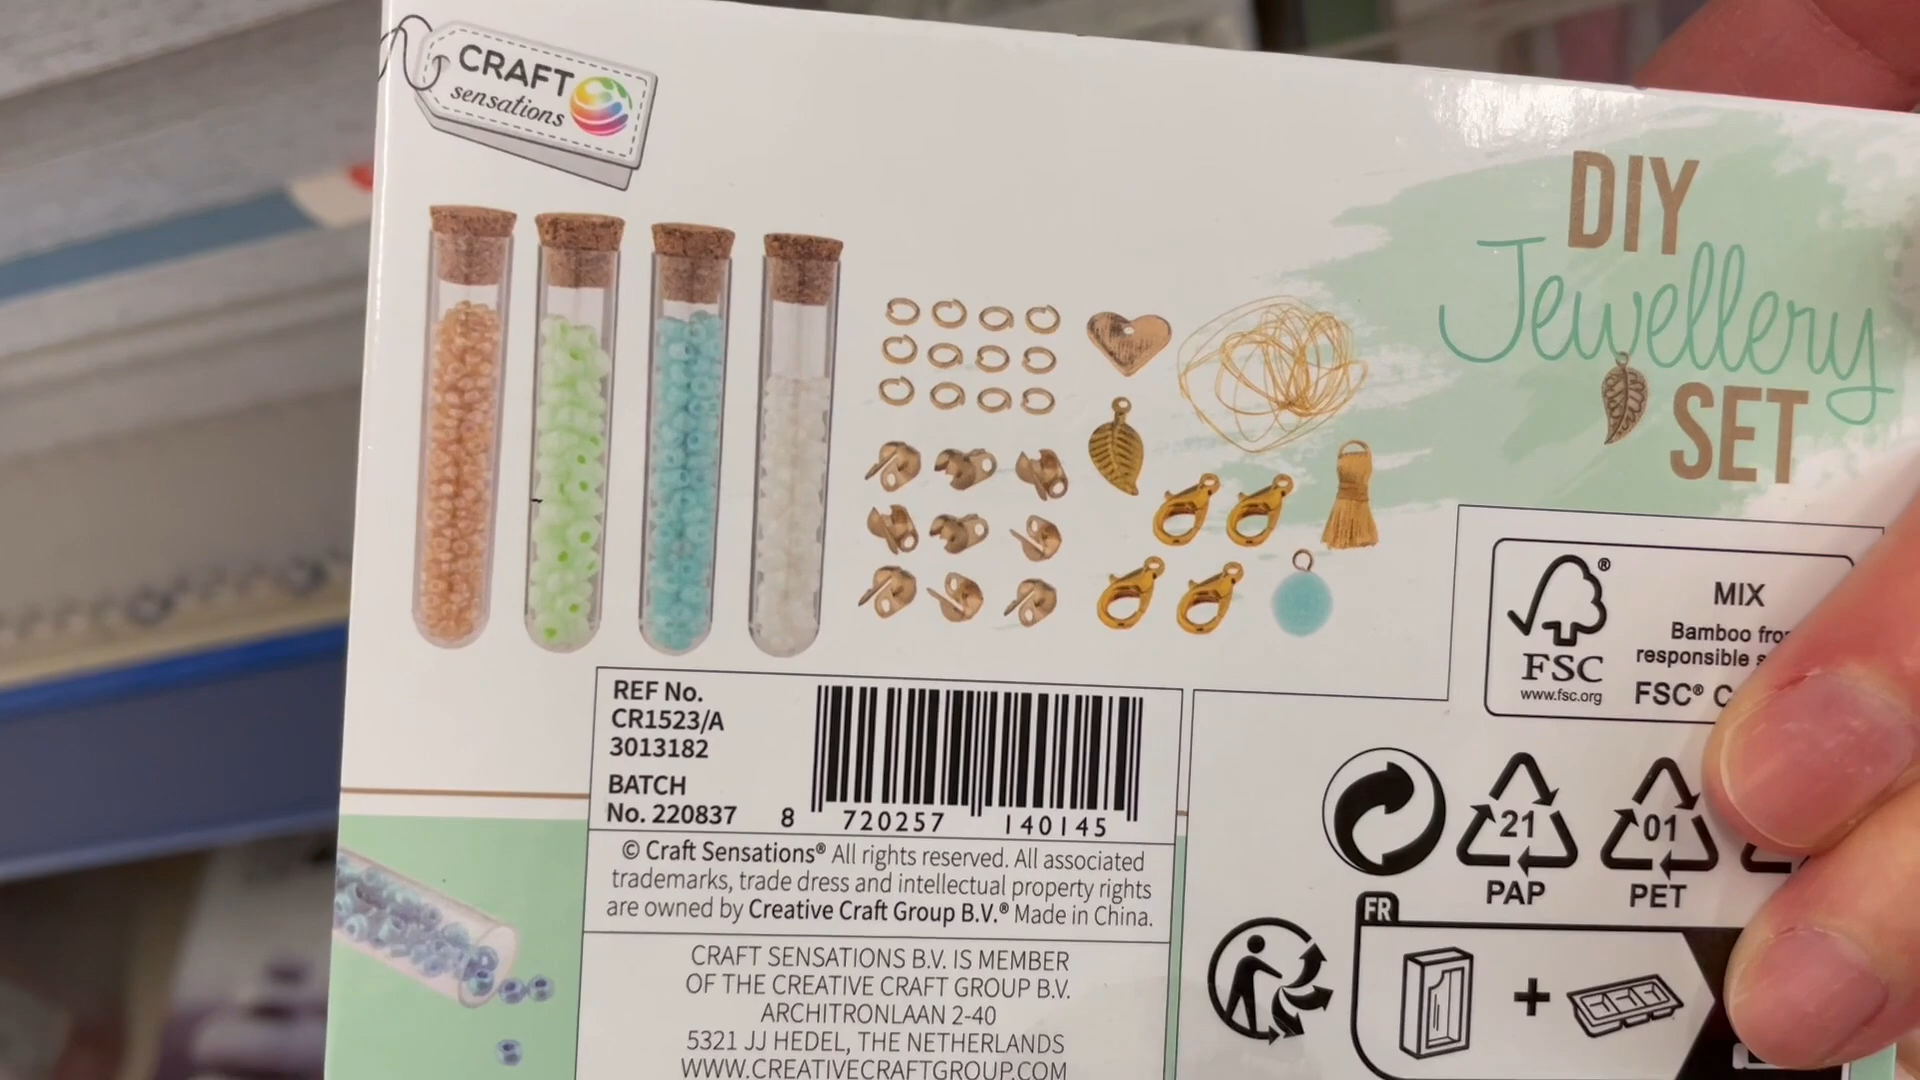 CRAFT
sensations
DIY
Jewellery
SET
FSC
www.fsc.org
MIX
Bamboo
responsible
FSC®
REF No.
CR1523/A
3013182
BATCH
No. 220837
8 720257 140145
© Craft Sensations® All rights reserved. All associated
trademarks, trade dress and intellectual property rights
are owned by Creative Craft Group B.V.® Made in China.
CRAFT SENSATIONS B.V. IS MEMBER
OF THE CREATIVE CRAFT GROUP B.V.
ARCHITRONLAAN 2-40
5321 JJ HEDEL, THE NETHERLANDS
WWW.CREATIVECRAFTGROUP.COM
21
PAP
01
PET
FR
+